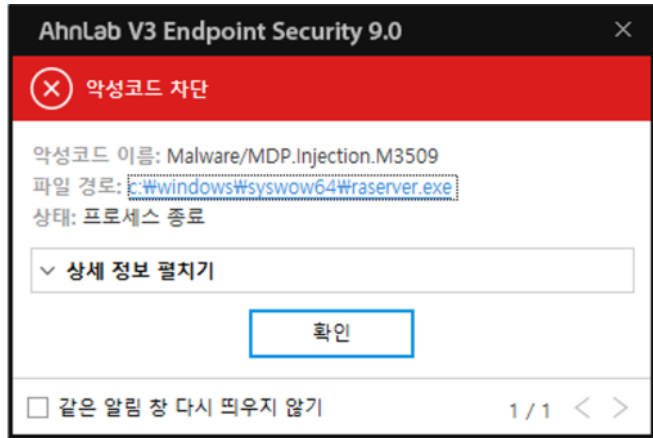 AhnLab V3 Endpoint Security 9.0
악성코드 차단
악성코드 이름: Malware/MDP.Injection.M3509
파일 경로: c:₩windows₩syswow64₩raserver.exe
상태: 프로세스 종료
상세 정보 펼치기
확인
같은 알림 창 다시 띄우지 않기 1 / 1